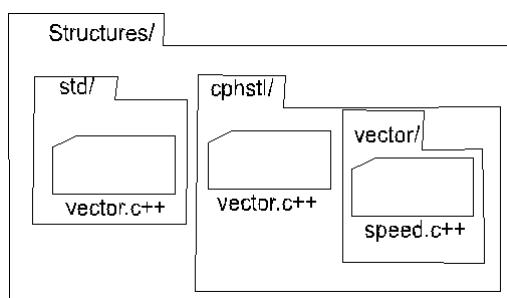 Structures/
std/
cphstl/
vector/
vector.c++
vector.c++
speed.c++